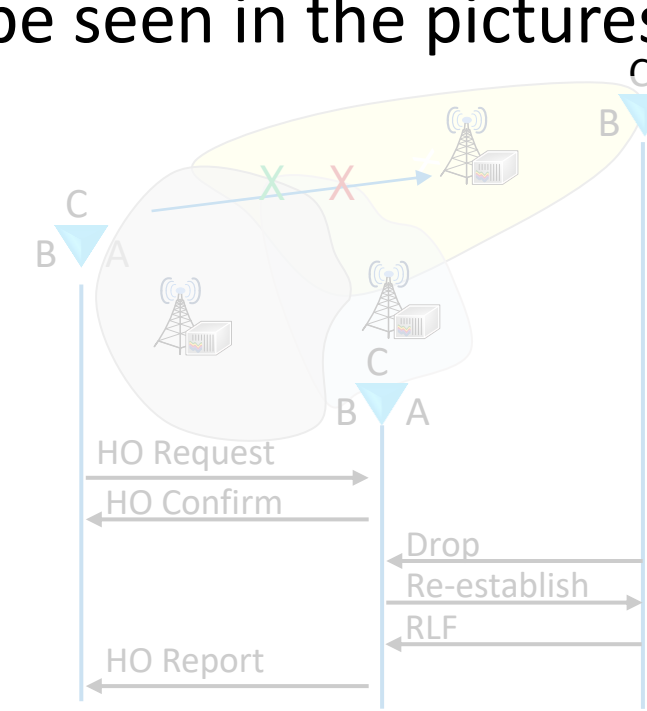 be seen in the pictures
C
B
X X
C
B A
C
B A
HO Request
HO Confirm
Drop
Re-establish
RLF
HO Report